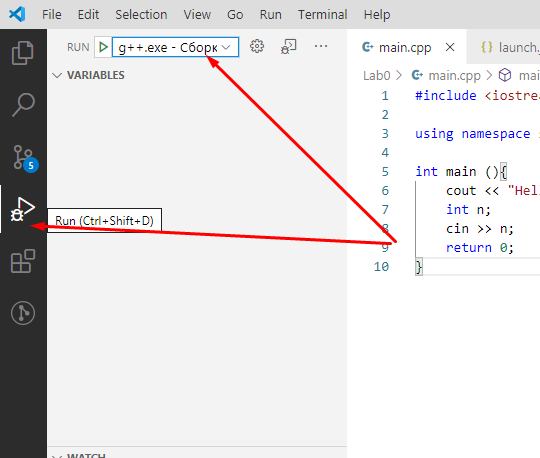 File Edit Selection View Go Run Terminal Help
RUN g++.exe - Сборк
main.cpp
launch.
VARIABLES
Lab0 > main.cpp >
1 #include <iostrea
2
3 using namespace
4
5 int main (){
6 cout << "Hel
7 int n;
8 cin >> n;
9 return 0;
10 }
5
Run (Ctrl+Shift+D)
WATCH